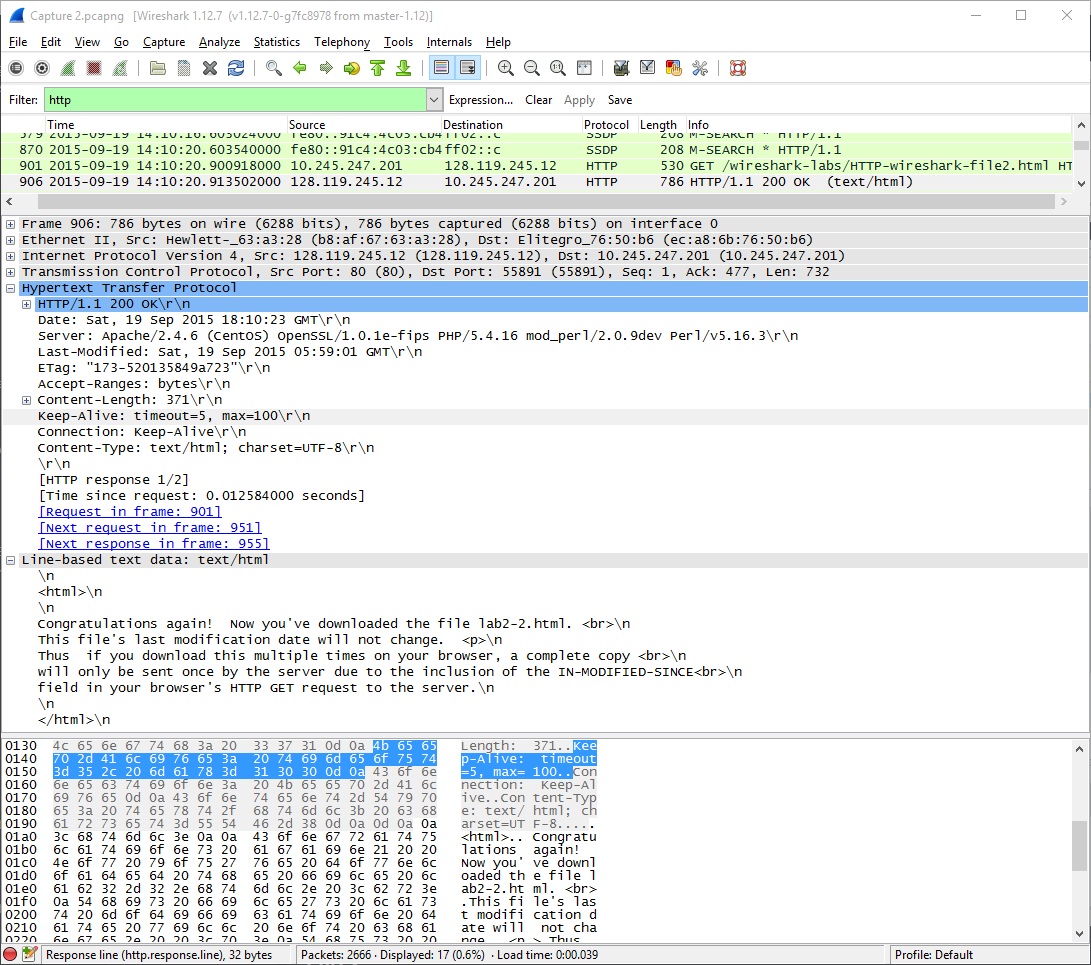 Capture 2.pcapng [Wireshark 1.12.7 (v1.12.7-0-g7fc8978 from master-1.12)]
File Edit View Go Capture Analyze Statistics Telephony Tools Internals Help
Filter: http Expression... Clear Apply Save
Time Source Destination Protocol Length Info
579 2015-09-19 14:10:16.603024000 fe80::91c4:4c03:cb4 ff02::c SSDP 208 M-SEARCH * HTTP/1.1
870 2015-09-19 14:10:20.603540000 fe80::91c4:4c03:cb4 ff02::c SSDP 208 M-SEARCH * HTTP/1.1
901 2015-09-19 14:10:20.900918000 10.245.247.201 128.119.245.12 HTTP 530 GET /wireshark-labs/HTTP-wireshark-file2.html HT
906 2015-09-19 14:10:20.913502000 128.119.245.12 10.245.247.201 HTTP 786 HTTP/1.1 200 OK (text/html)
Frame 906: 786 bytes on wire (6288 bits), 786 bytes captured (6288 bits) on interface 0
Ethernet II, Src: Hewlett-_63:a3:28 (b8:af:67:63:a3:28), Dst: Elitegro_76:50:b6 (ec:a8:6b:76:50:b6)
Internet Protocol Version 4, Src: 128.119.245.12 (128.119.245.12), Dst: 10.245.247.201 (10.245.247.201)
Transmission Control Protocol, Src Port: 80 (80), Dst Port: 55891 (55891), Seq: 1, Ack: 477, Len: 732
Hypertext Transfer Protocol
HTTP/1.1 200 OK\r\n
Date: Sat, 19 Sep 2015 18:10:23 GMT\r\n
Server: Apache/2.4.6 (CentOS) OpenSSL/1.0.1e-fips PHP/5.4.16 mod_perl/2.0.9dev Perl/v5.16.3\r\n
Last-Modified: Sat, 19 Sep 2015 05:59:01 GMT\r\n
ETag: "173-520135849a723"\r\n
Accept-Ranges: bytes\r\n
Content-Length: 371\r\n
Keep-Alive: timeout=5, max=100\r\n
Connection: Keep-Alive\r\n
Content-Type: text/html; charset=UTF-8\r\n
\r\n
[HTTP response 1/2]
[Time since request: 0.012584000 seconds]
[Request in frame: 901]
[Next request in frame: 951]
[Next response in frame: 955]
Line-based text data: text/html
\n
<html>\n
\n
Congratulations again!  Now you've downloaded the file lab2-2.html. <br>\n
This file's last modification date will not change.  <p>\n
Thus  if you download this multiple times on your browser, a complete copy <br>\n
will only be sent once by the server due to the inclusion of the IN-MODIFIED-SINCE<br>\n
field in your browser's HTTP GET request to the server.\n
\n
</html>\n
0130 4c 65 6e 67 74 68 3a 20 33 37 31 0d 0a 4b 65 65 Length: 371..Kee
0140 70 2d 41 6c 69 76 65 3a 20 74 69 6d 65 6f 75 74 p-Alive: timeout
0150 3d 35 2c 20 6d 61 78 3d 31 30 30 0d 0a 43 6f 6e =5, max= 100..Con
0160 6e 65 63 74 69 6f 6e 3a 20 4b 65 65 70 2d 41 6c nection: Keep-Al
0170 69 76 65 0d 0a 43 6f 6e 74 65 6e 74 2d 54 79 70 ive..Con tent-Typ
0180 65 3a 20 74 65 78 74 2f 68 74 6d 6c 3b 20 63 68 e: text/ html; ch
0190 61 72 73 65 74 3d 55 54 46 2d 38 0d 0a 0d 0a 0a arset=UT F-8.....
01a0 3c 68 74 6d 6c 3e 0a 0a 43 6f 6e 67 72 61 74 75 <html>.. Congratu
01b0 6c 61 74 69 6f 6e 73 20 61 67 61 69 6e 21 20 20 lations again!
01c0 4e 6f 77 20 79 6f 75 27 76 65 20 64 6f 77 6e 6c Now you' ve downl
01d0 6f 61 64 65 64 20 74 68 65 20 66 69 6c 65 20 6c oaded th e file l
01e0 61 62 32 2d 32 2e 68 74 6d 6c 2e 20 3c 62 72 3e ab2-2.ht ml. <br>
01f0 0a 54 68 69 73 20 66 69 6c 65 27 73 20 6c 61 73 .This fi le's las
0200 74 20 6d 6f 64 69 66 69 63 61 74 69 6f 6e 20 64 t modifi cation d
0210 61 74 65 20 77 69 6c 6c 20 6e 6f 74 20 63 68 61 ate will not cha
0220 6e 67 65 2e 20 20 3c 70 3e 0a 54 68 75 73 20 20 nge. <p >.Thus
Response line (http.response.line), 32 bytes Packets: 2666 · Displayed: 17 (0.6%) · Load time: 0:00.039 Profile: Default